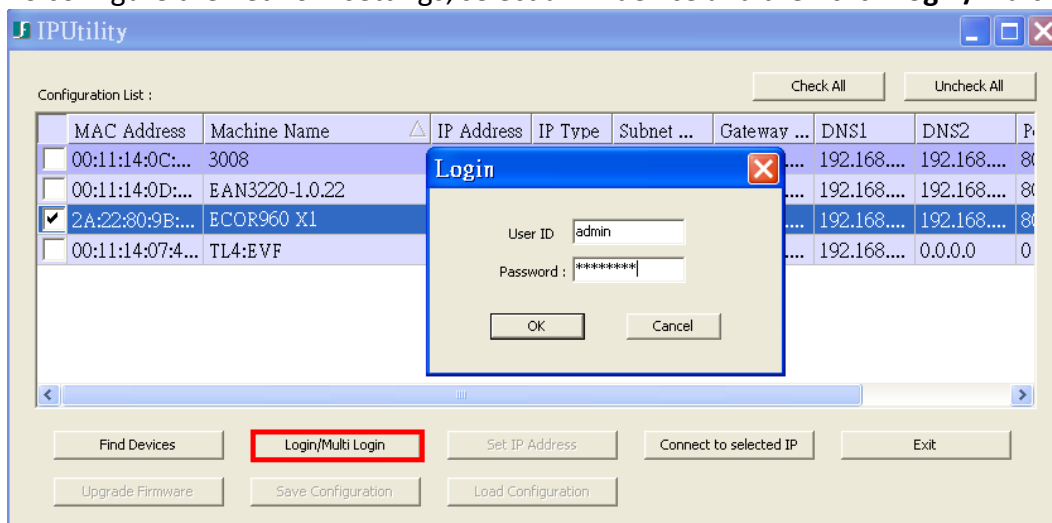 IPUtility
Check All
Uncheck All
Configuration List :
MAC Address Machine Name IP Address IP Type Subnet ... Gateway ... DNS1 DNS2
00:11:14:0C:... 3008 192.168.... 192.168....
00:11:14:0D:... EAN3220-1.0.22 192.168.... 192.168....
2A:22:80:9B:... ECOR960 X1 192.168.... 192.168....
00:11:14:07:4... TL4:EVF 192.168.... 0.0.0.0 0
Login
User ID admin
Password : ********
OK Cancel
Find Devices Login/Multi Login Set IP Address Connect to selected IP Exit
Upgrade Firmware Save Configuration Load Configuration